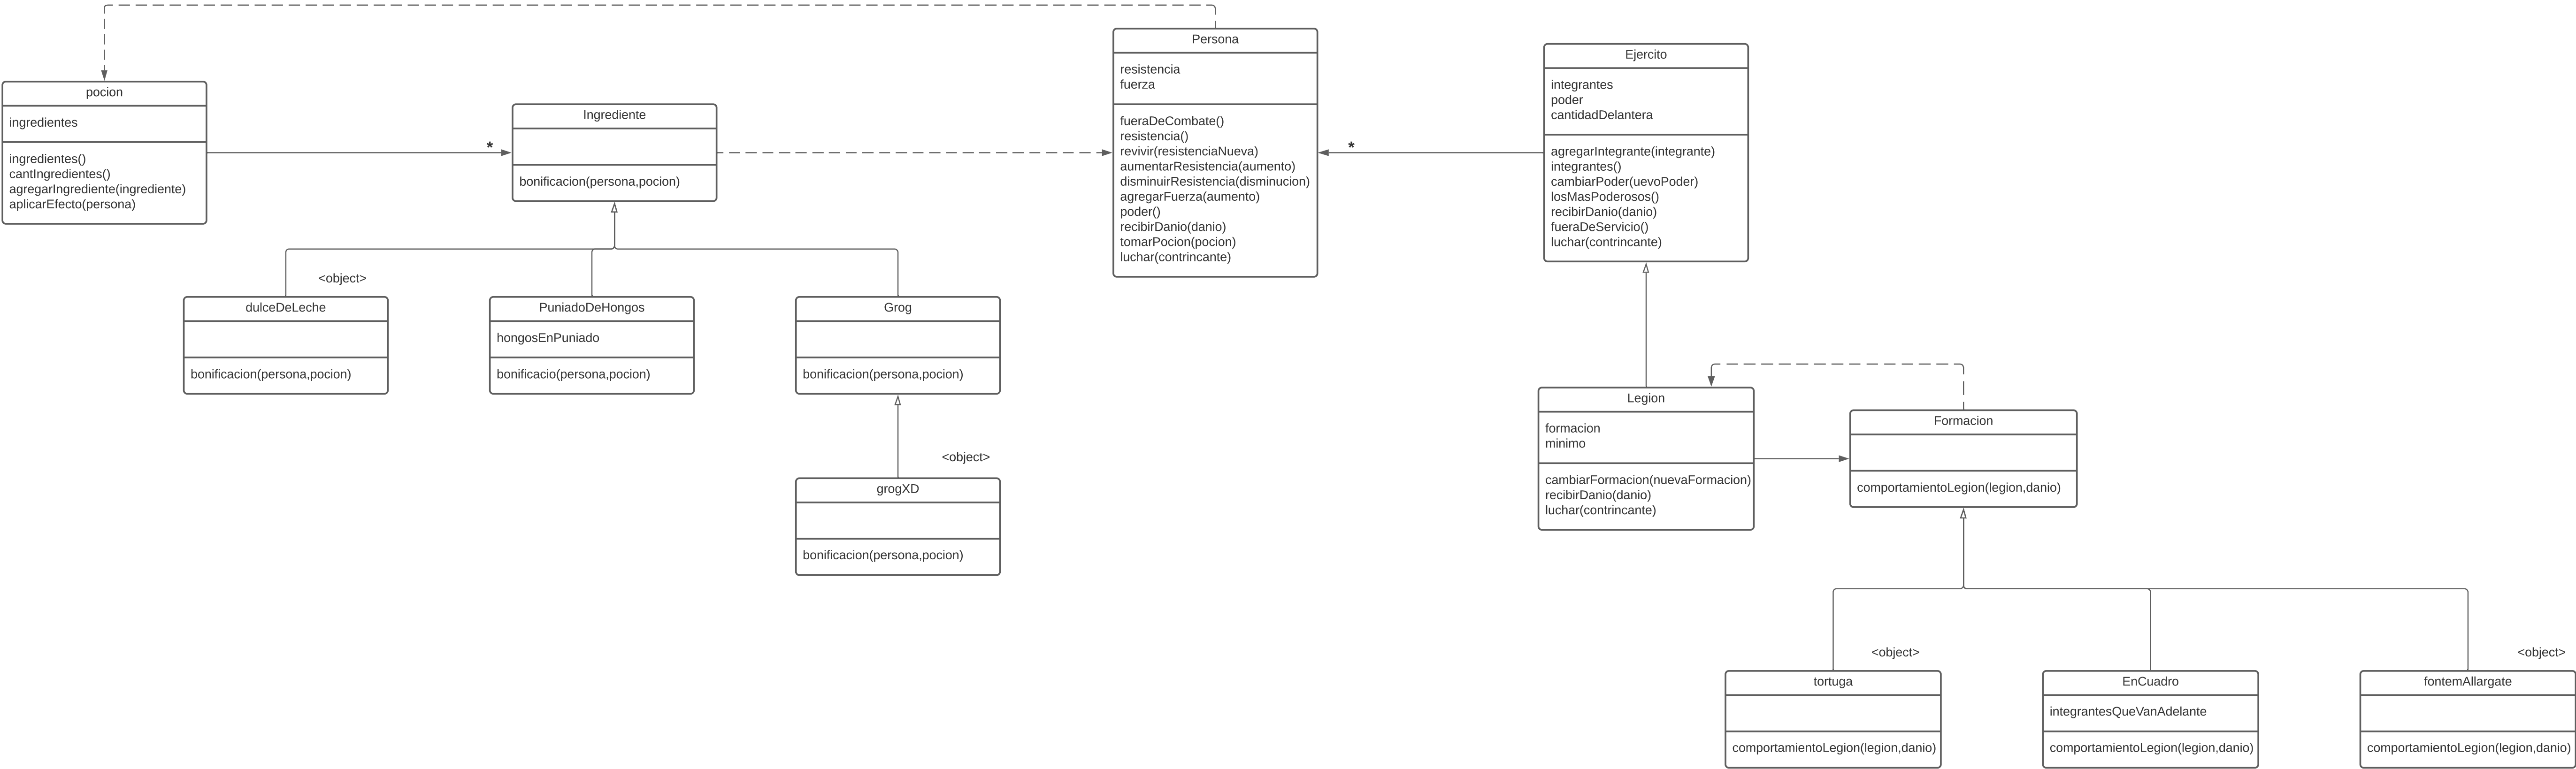 pocion
ingredientes
ingredientes()
cantIngredientes()
agregarIngrediente(ingrediente)
aplicarEfecto(persona)
*
Ingrediente
bonificacion(persona,pocion)
Persona
resistencia
fuerza
fueraDeCombate()
resistencia()
revivir(resistenciaNueva)
aumentarResistencia(aumento)
disminuirResistencia(disminucion)
agregarFuerza(aumento)
poder()
recibirDanio(danio)
tomarPocion(pocion)
luchar(contrincante)
*
Ejercito
integrantes
poder
cantidadDelantera
agregarIntegrante(integrante)
integrantes()
cambiarPoder(uevoPoder)
losMasPoderosos()
recibirDanio(danio)
fueraDeServicio()
luchar(contrincante)
<object>
dulceDeLeche
bonificacion(persona,pocion)
PuniadoDeHongos
hongosEnPuniado
bonificacio(persona,pocion)
Grog
bonificacion(persona,pocion)
<object>
grogXD
bonificacion(persona,pocion)
Legion
formacion
minimo
cambiarFormacion(nuevaFormacion)
recibirDanio(danio)
luchar(contrincante)
Formacion
comportamientoLegion(legion,danio)
<object>
tortuga
comportamientoLegion(legion,danio)
EnCuadro
integrantesQueVanAdelante
comportamientoLegion(legion,danio)
<object>
fontemAllargate
comportamientoLegion(legion,danio)